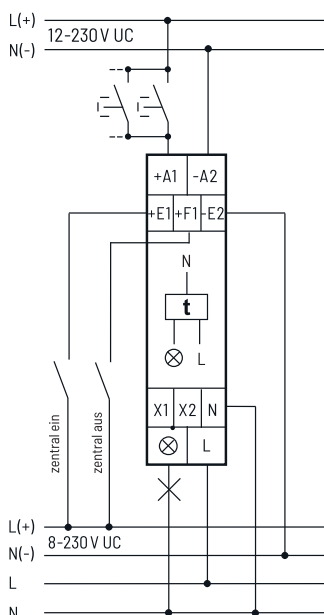 L(+)
12-230 V UC
N(-)
+A1 -A2
+E1 +F1 -E2
N
t
L
X1 X2 N
L
zentral ein
zentral aus
L(+)
8-230 V UC
N(-)
L
N